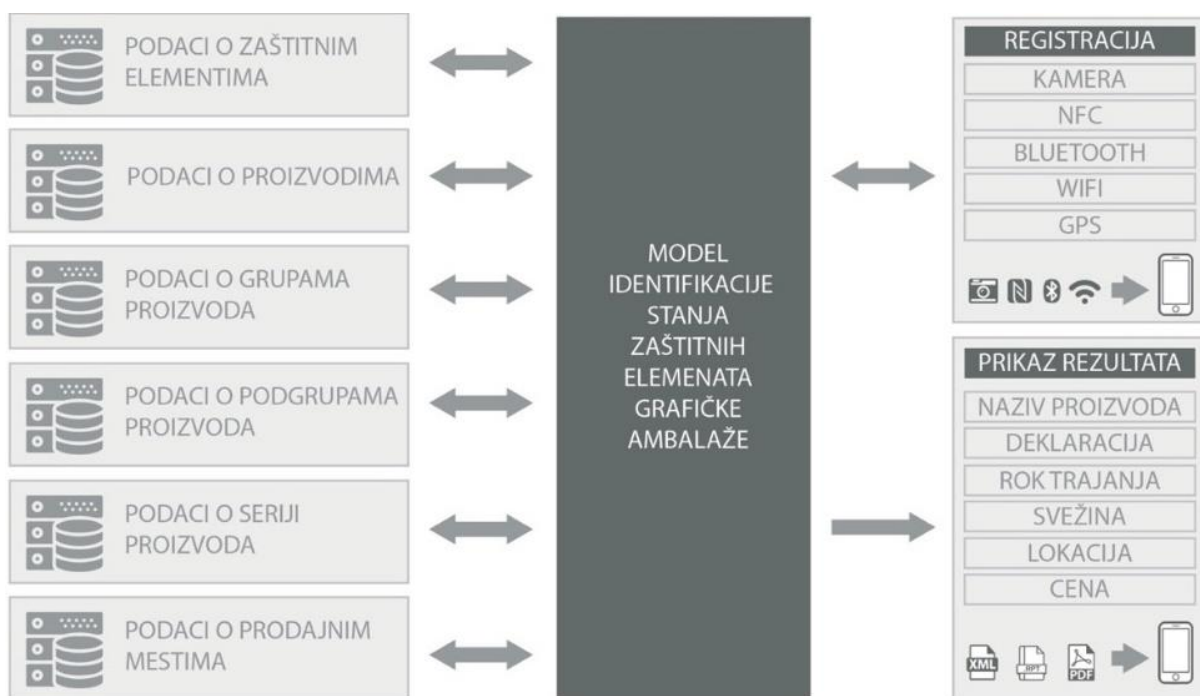 PODACI O ZAŠTITNIM
ELEMENTIMA
PODACI O PROIZVODIMA
PODACI O GRUPAMA
PROIZVODA
PODACI O PODGRUPAMA
PROIZVODA
PODACI O SERIJI
PROIZVODA
PODACI O PRODAJNIM
MESTIMA
MODEL
IDENTIFIKACIJE
STANJA
ZAŠTITNIH
ELEMENATA
GRAFIČKE
AMBALAŽE
REGISTRACIJA
KAMERA
NFC
BLUETOOTH
WIFI
GPS
PRIKAZ REZULTATA
NAZIV PROIZVODA
DEKLARACIJA
ROK TRAJANJA
SVEŽINA
LOKACIJA
CENA
XML
PDF